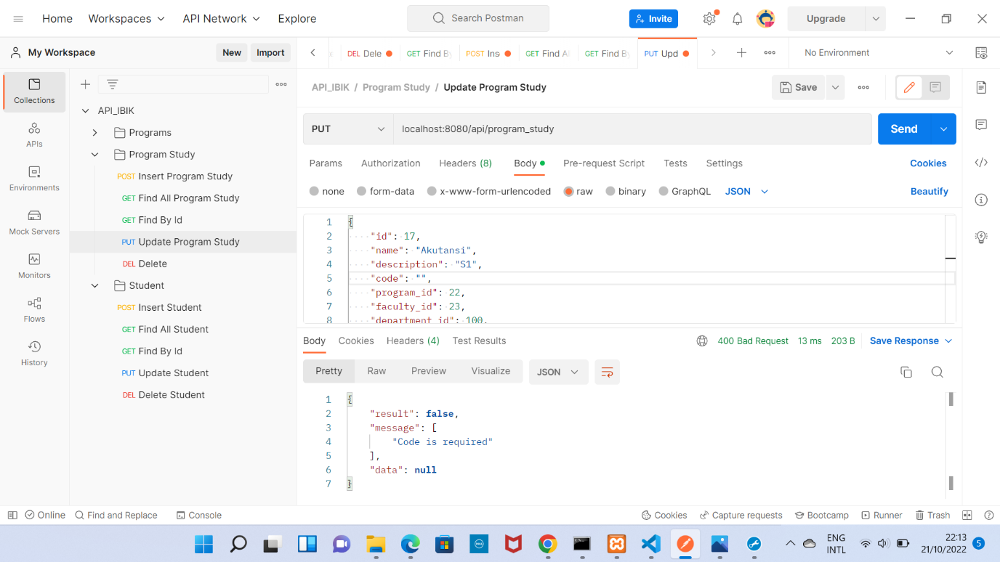 Home
Workspaces
API Network
Explore
Search Postman
Invite
Upgrade
My Workspace
New
Import
DEL Dele
GET Find By
POST Ins
GET Find A
GET Find B
PUT Upd
No Environment
Collections
APIs
Environments
Mock Servers
Monitors
Flows
History
API_IBIK
Programs
Program Study
POST Insert Program Study
GET Find All Program Study
GET Find By Id
PUT Update Program Study
DEL Delete
Student
POST Insert Student
GET Find All Student
GET Find By Id
PUT Update Student
DEL Delete Student
API_IBIK / Program Study / Update Program Study
Save
PUT
localhost:8080/api/program_study
Send
Params
Authorization
Headers (8)
Body
Pre-request Script
Tests
Settings
Cookies
none
form-data
x-www-form-urlencoded
raw
binary
GraphQL
JSON
Beautify
1 {
2 "id": 17,
3 "name": "Akutansi",
4 "description": "S1",
5 "code": "",
6 "program_id": 22,
7 "faculty_id": 23,
8 "department_id": 100,
Body
Cookies
Headers (4)
Test Results
400 Bad Request
13 ms
203 B
Save Response
Pretty
Raw
Preview
Visualize
JSON
1 {
2 "result": false,
3 "message": [
4 "Code is required"
5 ],
6 "data": null
7 }
Online
Find and Replace
Console
Cookies
Capture requests
Bootcamp
Runner
Trash
ENG
INTL
22:13
21/10/2022
5